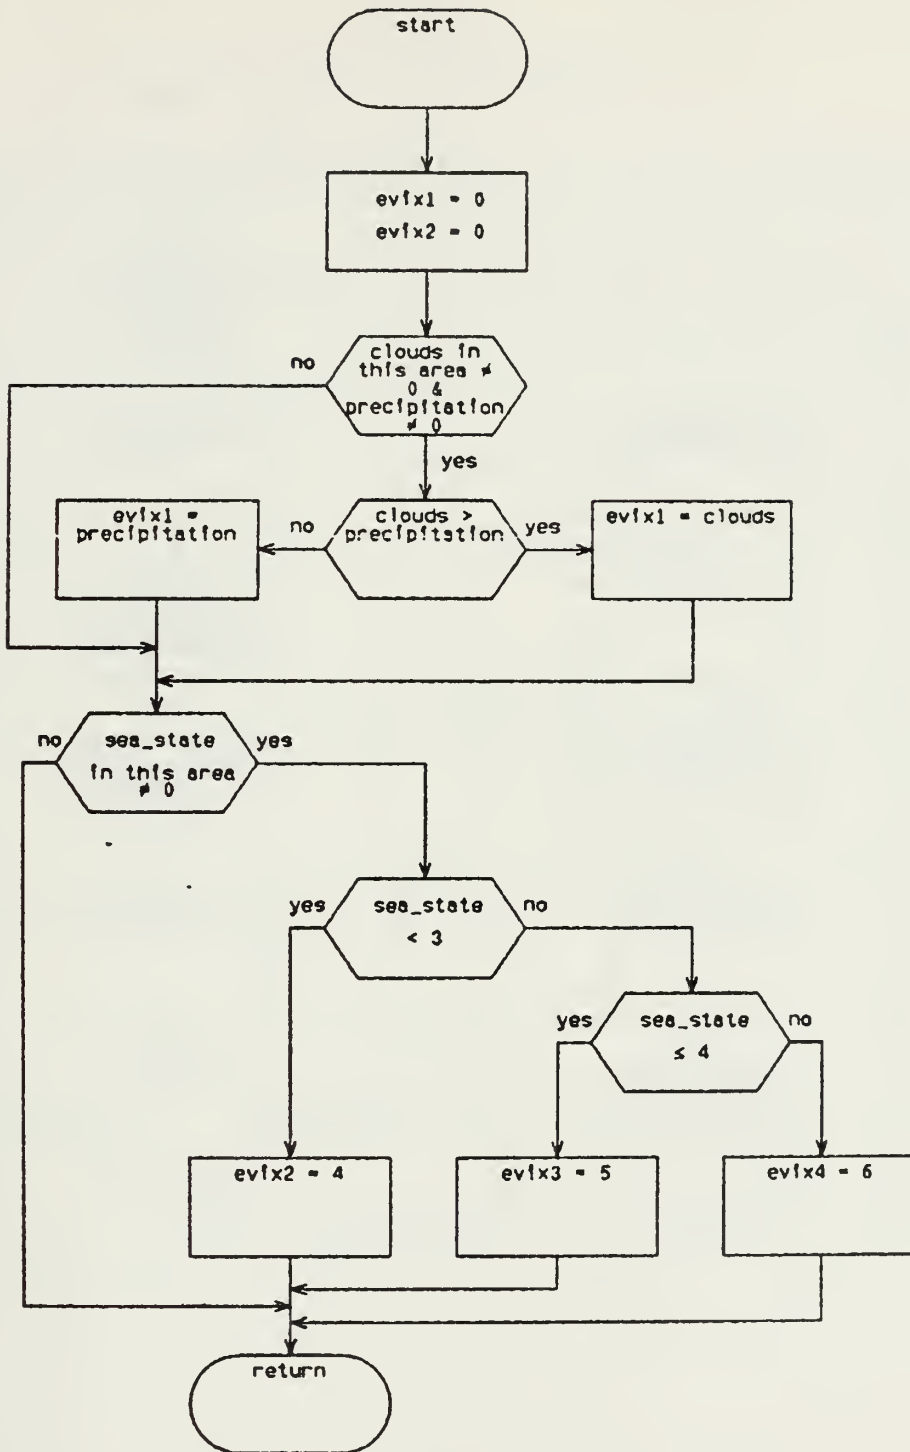 start
evix1 = 0
evix2 = 0
no
clouds in
this area ≠
0 &
precipitation
≠ 0
yes
evix1 =
precipitation
no
clouds >
precipitation
yes
evix1 = clouds
no
sea_state
in this area
≠ 0
yes
yes
sea_state
< 3
no
yes
sea_state
≤ 4
no
evix2 = 4
evix3 = 5
evix4 = 6
return